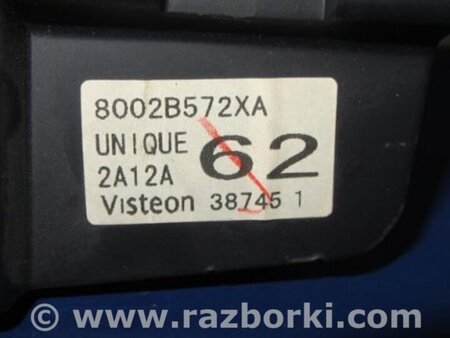 8002B572XA
UNIQUE 62
2A12A
Visteon 38745 1
© www.razborki.com